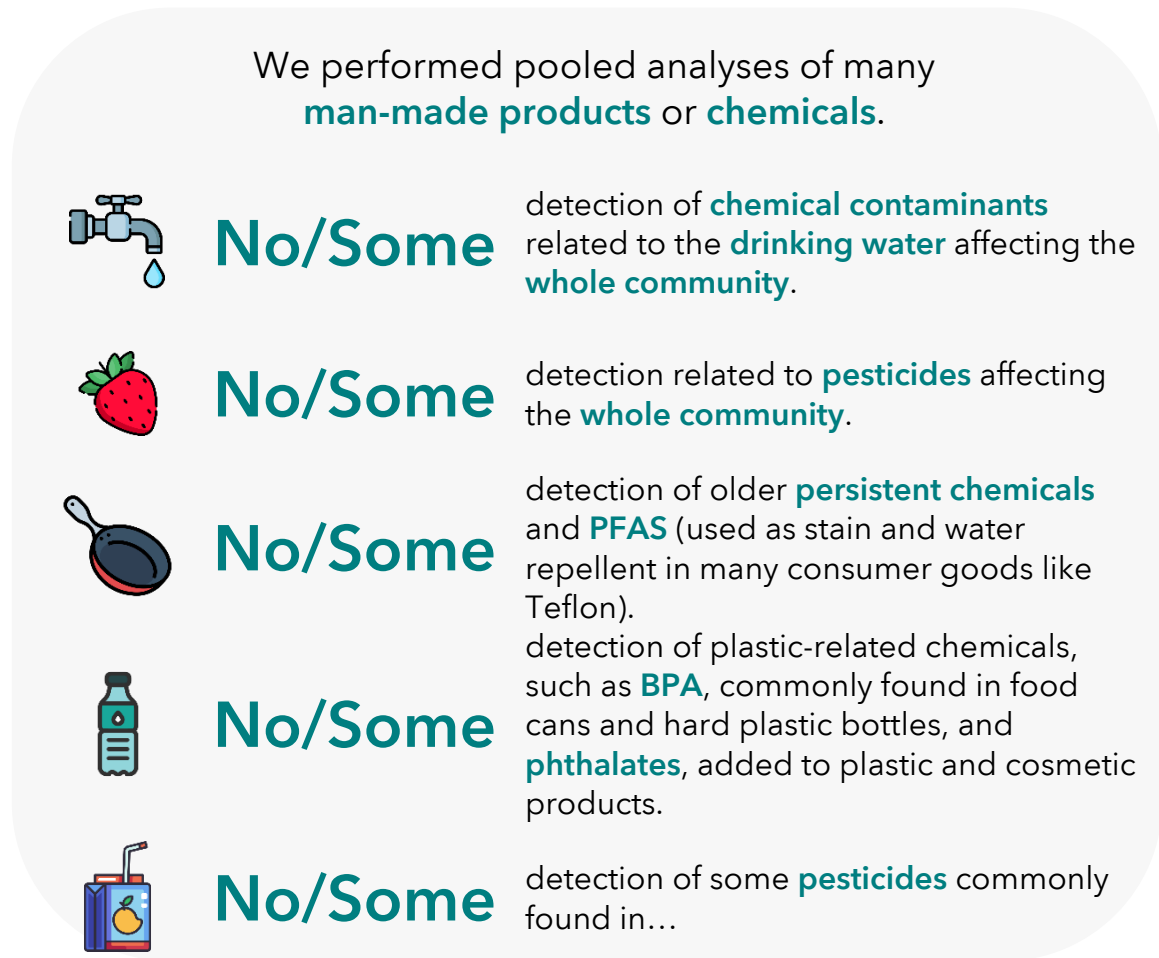 We performed pooled analyses of many
man-made products or chemicals.
No/Some
detection of chemical contaminants
related to the drinking water affecting the
whole community.
No/Some
detection related to pesticides affecting
the whole community.
No/Some
detection of older persistent chemicals
and PFAS (used as stain and water
repellent in many consumer goods like
Teflon).
No/Some
detection of plastic-related chemicals,
such as BPA, commonly found in food
cans and hard plastic bottles, and
phthalates, added to plastic and cosmetic
products.
No/Some
detection of some pesticides commonly
found in…